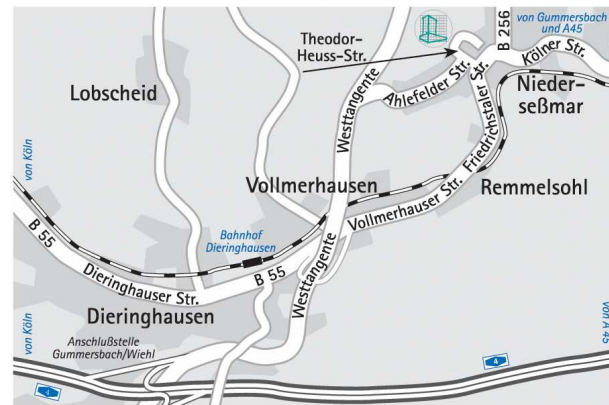 von Gummersbach
und A45
B 256
Theodor-
Heuss-Str.
Kölner Str.
Lobscheid
Westtangente
Ahlefelder Str.
Nieder-
seßmar
von Köln
Friedrichstaler Str.
Vollmerhausen
Remmelsohl
Vollmerhauser Str.
B 55
Bahnhof
Dieringhausen
B 55
Dieringhauser Str.
Westtangente
Dieringhausen
von Köln
Anschlußstelle
Gummersbach/Wiehl
von A 45
4
4